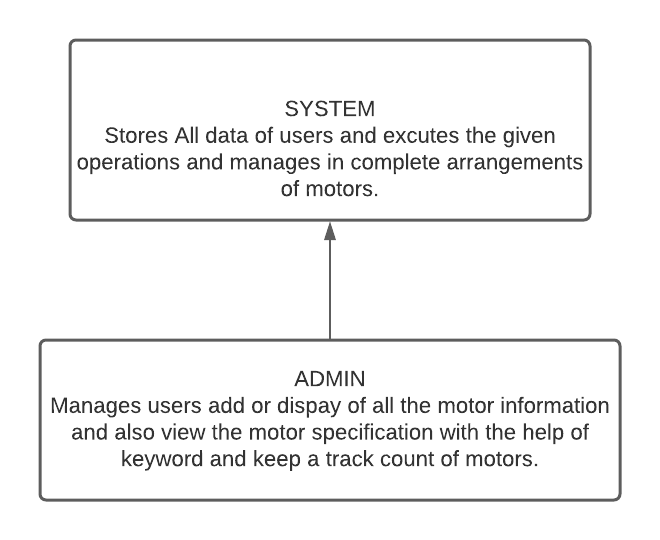 SYSTEM
Stores All data of users and excutes the given
operations and manages in complete arrangements
of motors.
ADMIN
Manages users add or dispay of all the motor information
and also view the motor specification with the help of
keyword and keep a track count of motors.